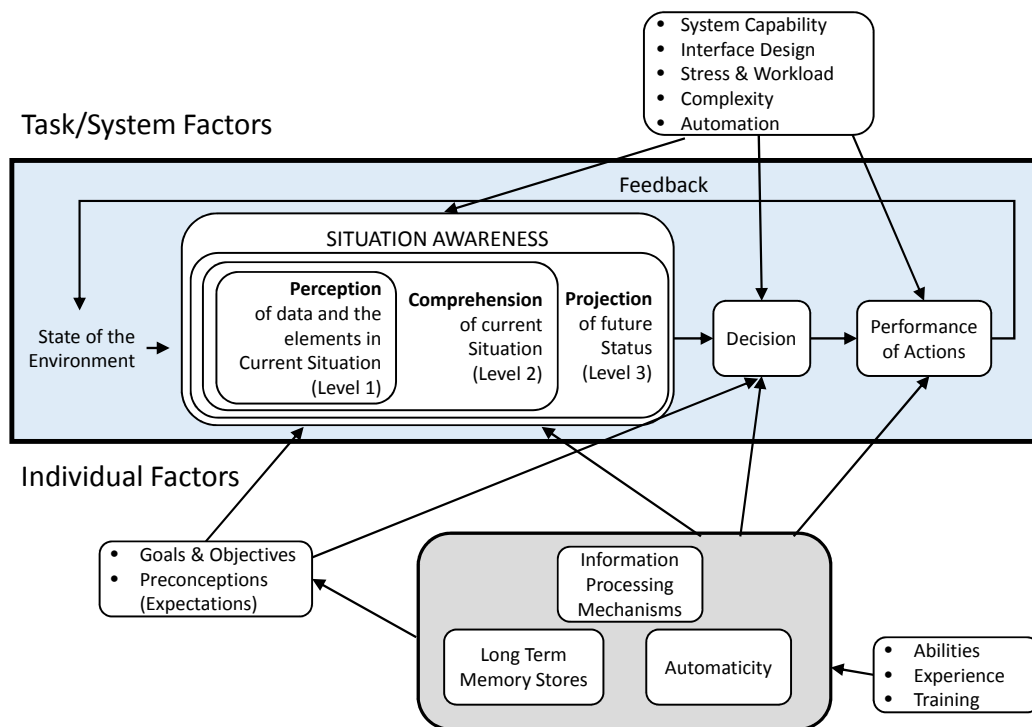 • System Capability
• Interface Design
• Stress & Workload
• Complexity
• Automation
Task/System Factors
Feedback
SITUATION AWARENESS
Perception
of data and the
elements in
Current Situation
(Level 1)
Comprehension
of current
Situation
(Level 2)
Projection
of future
Status
(Level 3)
State of the
Environment
Decision
Performance
of Actions
Individual Factors
• Goals & Objectives
• Preconceptions
(Expectations)
Information
Processing
Mechanisms
Long Term
Memory Stores
Automaticity
• Abilities
• Experience
• Training